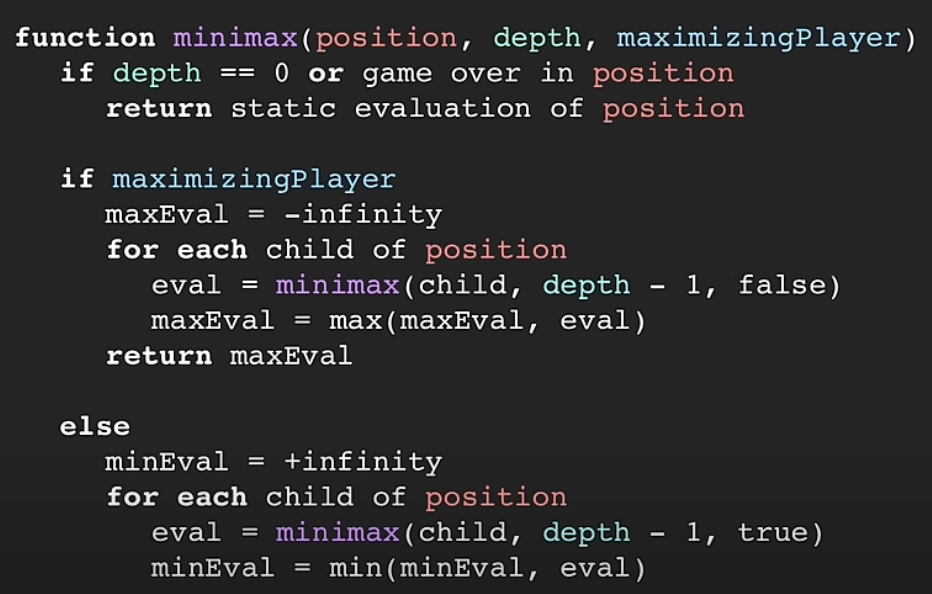 function minimax(position, depth, maximizingPlayer)
if depth == 0 or game over in position
return static evaluation of position
if maximizingPlayer
maxEval = -infinity
for each child of position
eval = minimax(child, depth - 1, false)
maxEval = max(maxEval, eval)
return maxEval
else
minEval = +infinity
for each child of position
eval = minimax(child, depth - 1, true)
minEval = min(minEval, eval)